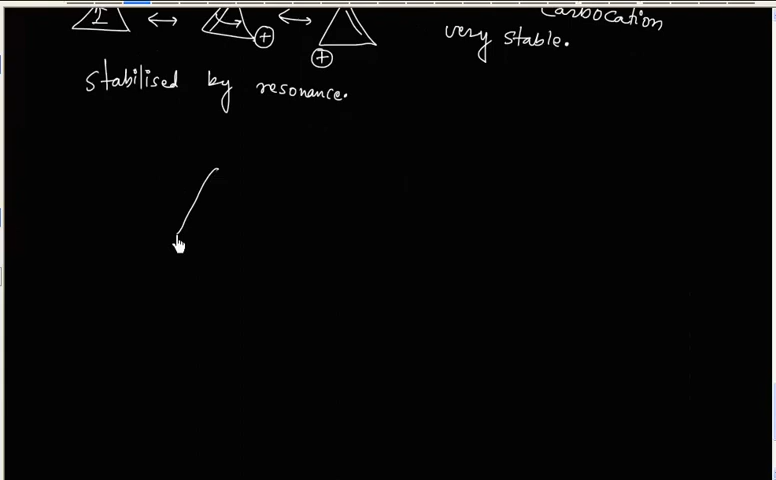 I ↔ ⊕ ↔ ⊕
Carbocation
very stable.
stabilised by resonance.